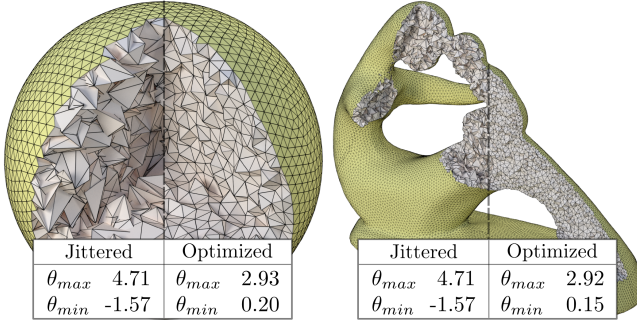 Jittered Optimized
θmax 4.71 θmax 2.93
θmin -1.57 θmin 0.20
Jittered Optimized
θmax 4.71 θmax 2.92
θmin -1.57 θmin 0.15